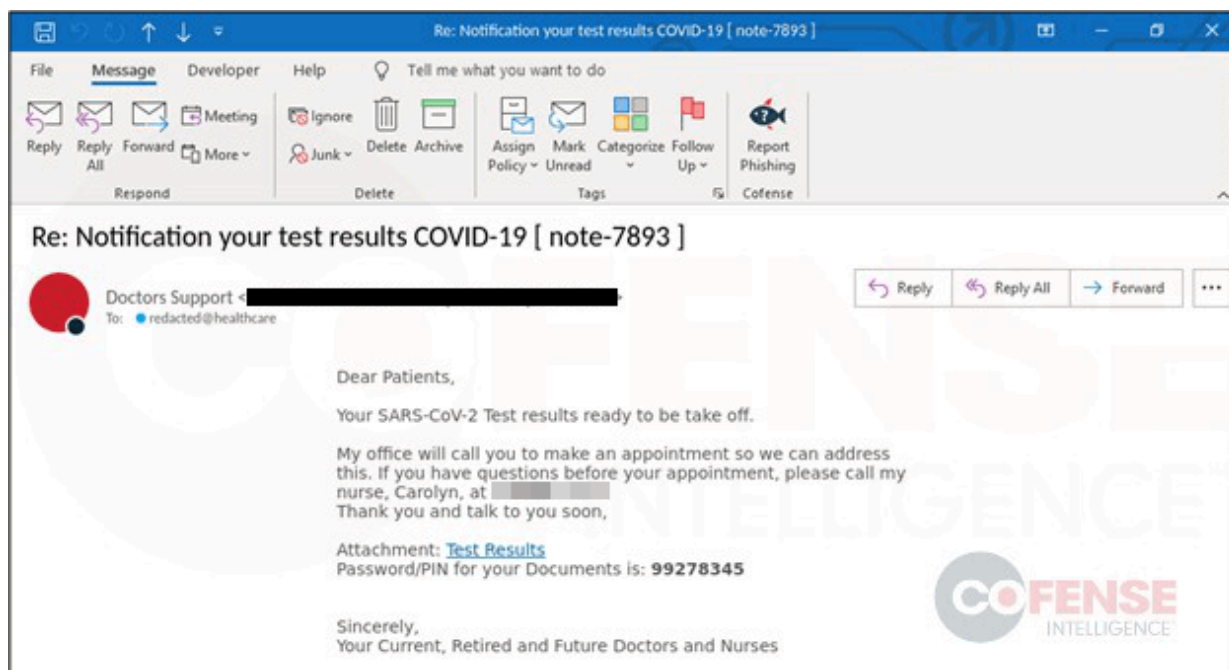 Re: Notification your test results COVID-19 [ note-7893 ]
File Message Developer Help Tell me what you want to do
Reply Reply All Forward Meeting More Ignore Junk Delete Archive Assign Policy Mark Unread Categorize Follow Up Report Phishing
Respond Delete Tags Cofense
Re: Notification your test results COVID-19 [ note-7893 ]
Doctors Support <
Reply Reply All Forward ...
To: redacted@healthcare
Dear Patients,
Your SARS-CoV-2 Test results ready to be take off.
My office will call you to make an appointment so we can address
this. If you have questions before your appointment, please call my
nurse, Carolyn, at
Thank you and talk to you soon,
Attachment: Test Results
Password/PIN for your Documents is: 99278345
Sincerely,
Your Current, Retired and Future Doctors and Nurses
COFENSE
INTELLIGENCE
COFENSE
INTELLIGENCE